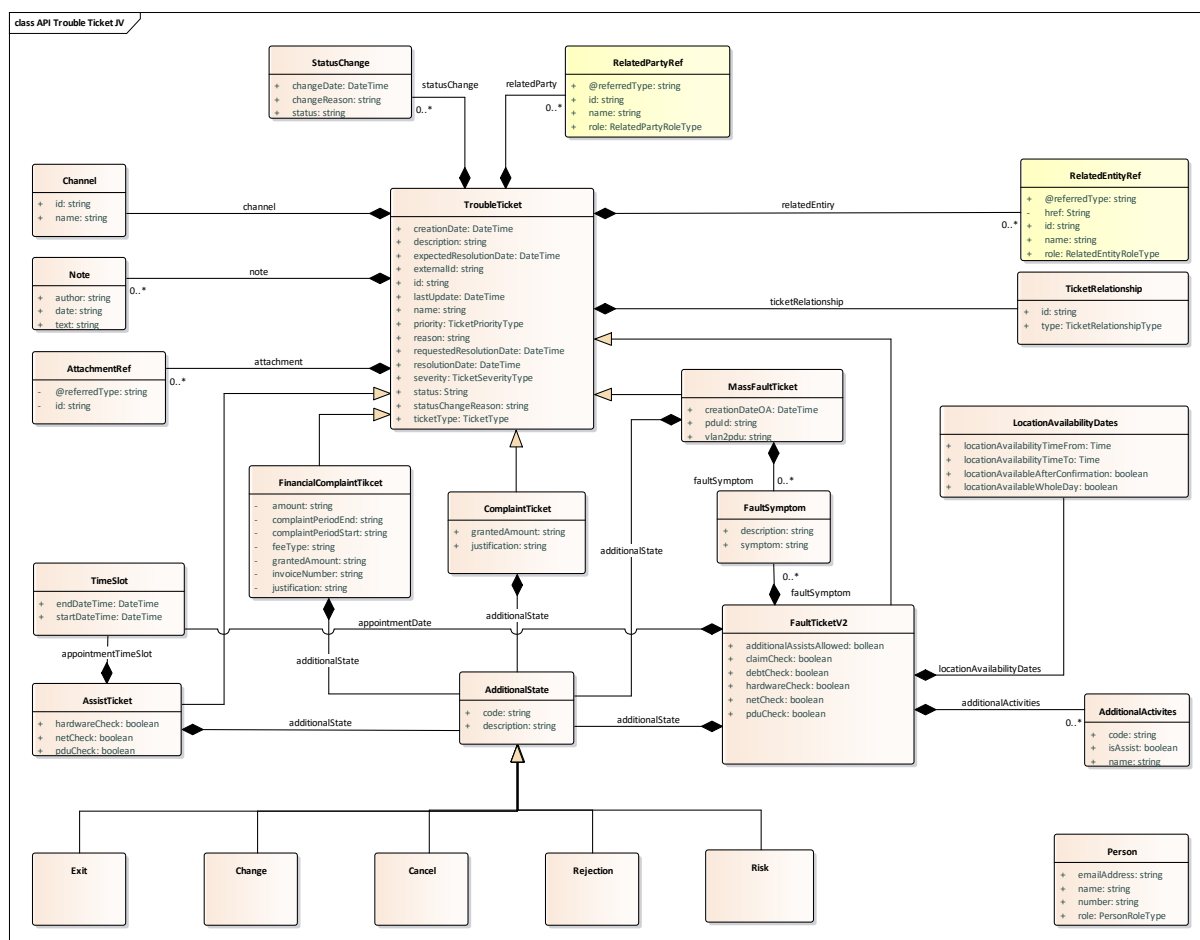 class API Trouble Ticket JV
StatusChange
+ changeDate: DateTime
+ changeReason: string
+ status: string
statusChange
0..*
relatedParty
0..*
RelatedPartyRef
+ @referredType: string
+ id: string
+ name: string
+ role: RelatedPartyRoleType
Channel
+ id: string
+ name: string
channel
TroubleTicket
+ creationDate: DateTime
+ description: string
+ expectedResolutionDate: DateTime
+ externalId: string
+ id: string
+ lastUpdate: DateTime
+ name: string
+ priority: TicketPriorityType
+ reason: string
+ requestedResolutionDate: DateTime
+ resolutionDate: DateTime
+ severity: TicketSeverityType
+ status: String
+ statusChangeReason: string
+ ticketType: TicketType
relatedEntiry
0..*
RelatedEntityRef
+ @referredType: string
- href: String
+ id: string
+ name: string
+ role: RelatedEntityRoleType
Note
+ author: string
+ date: string
+ text: string
note
0..*
ticketRelationship
TicketRelationship
+ id: string
+ type: TicketRelationshipType
AttachmentRef
- @referredType: string
- id: string
attachment
0..*
MassFaultTicket
+ creationDateOA: DateTime
+ pduId: string
+ vlan2pdu: string
LocationAvailabilityDates
+ locationAvailabilityTimeFrom: Time
+ locationAvailabilityTimeTo: Time
+ locationAvailableAfterConfirmation: boolean
+ locationAvailableWholeDay: boolean
FinancialComplaintTikcet
- amount: string
- complaintPeriodEnd: string
- complaintPeriodStart: string
- feeType: string
- grantedAmount: string
- invoiceNumber: string
- justification: string
ComplaintTicket
+ grantedAmount: string
+ justification: string
faultSymptom
0..*
FaultSymptom
+ description: string
+ symptom: string
additionalState
0..*
faultSymptom
TimeSlot
+ endDateTime: DateTime
+ startDateTime: DateTime
appointmentDate
additionalState
additionalState
FaultTicketV2
+ additionalAssistsAllowed: bollean
+ claimCheck: boolean
+ debtCheck: boolean
+ hardwareCheck: boolean
+ netCheck: boolean
+ pduCheck: boolean
appointmentTimeSlot
locationAvailabilityDates
AssistTicket
+ hardwareCheck: boolean
+ netCheck: boolean
+ pduCheck: boolean
additionalState
AdditionalState
+ code: string
+ description: string
additionalState
additionalActivities
0..*
AdditionalActivites
+ code: string
+ isAssist: boolean
+ name: string
Exit
Change
Cancel
Rejection
Risk
Person
+ emailAddress: string
+ name: string
+ number: string
+ role: PersonRoleType